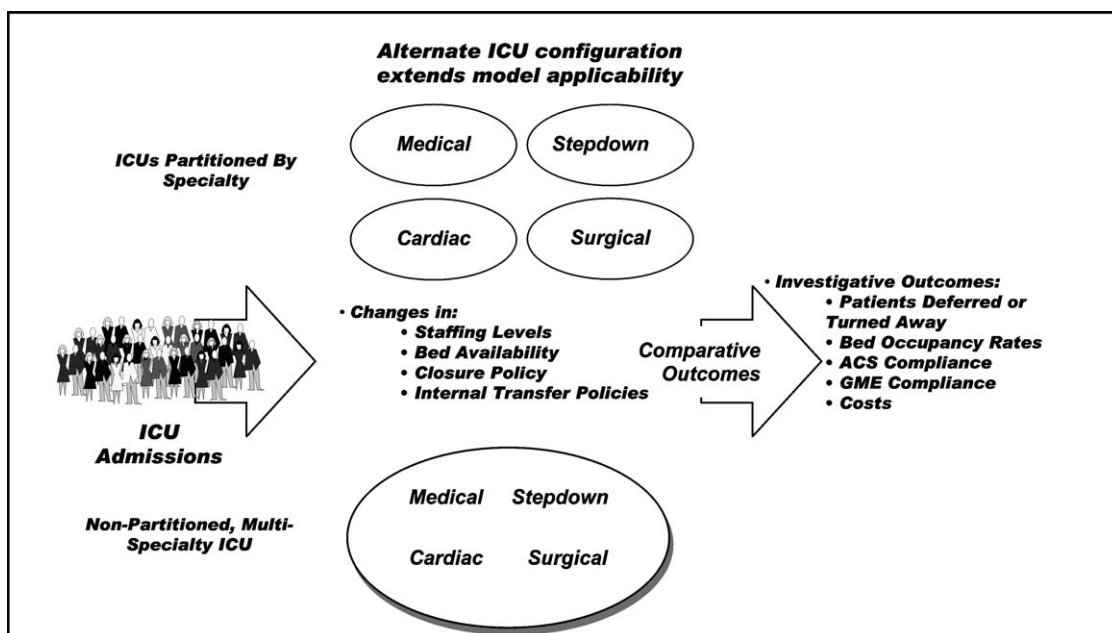 Alternate ICU configuration
extends model applicability
ICUs Partitioned By
Specialty
Medical
Stepdown
Cardiac
Surgical
ICU
Admissions
• Changes in:
• Staffing Levels
• Bed Availability
• Closure Policy
• Internal Transfer Policies
Comparative
Outcomes
• Investigative Outcomes:
• Patients Deferred or
Turned Away
• Bed Occupancy Rates
• ACS Compliance
• GME Compliance
• Costs
Non-Partitioned, Multi-
Specialty ICU
Medical Stepdown
Cardiac Surgical